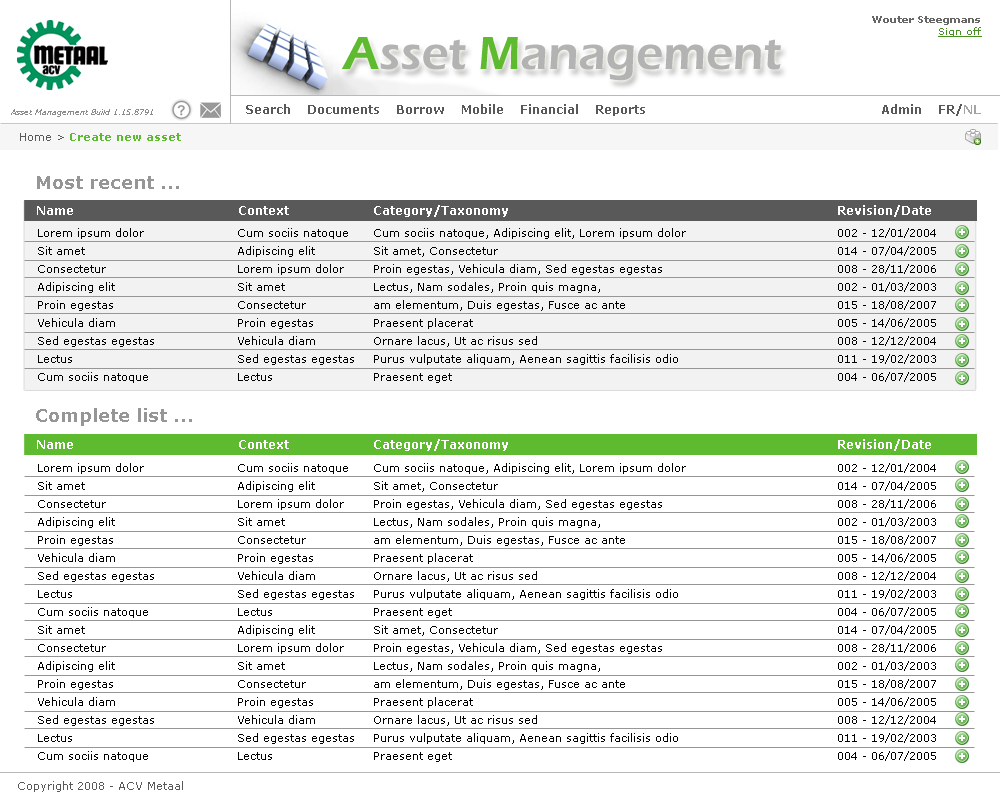 METAAL
acv
Asset Management
Wouter Steegmans
Sign off
Asset Management Build 1.15.8791 ?
Search Documents Borrow Mobile Financial Reports Admin FR/NL
Home > Create new asset
Most recent ...
Name Context Category/Taxonomy Revision/Date
Lorem ipsum dolor Cum sociis natoque Cum sociis natoque, Adipiscing elit, Lorem ipsum dolor 002 - 12/01/2004
Sit amet Adipiscing elit Sit amet, Consectetur 014 - 07/04/2005
Consectetur Lorem ipsum dolor Proin egestas, Vehicula diam, Sed egestas egestas 008 - 28/11/2006
Adipiscing elit Sit amet Lectus, Nam sodales, Proin quis magna, 002 - 01/03/2003
Proin egestas Consectetur am elementum, Duis egestas, Fusce ac ante 015 - 18/08/2007
Vehicula diam Proin egestas Praesent placerat 005 - 14/06/2005
Sed egestas egestas Vehicula diam Ornare lacus, Ut ac risus sed 008 - 12/12/2004
Lectus Sed egestas egestas Purus vulputate aliquam, Aenean sagittis facilisis odio 011 - 19/02/2003
Cum sociis natoque Lectus Praesent eget 004 - 06/07/2005
Complete list ...
Name Context Category/Taxonomy Revision/Date
Lorem ipsum dolor Cum sociis natoque Cum sociis natoque, Adipiscing elit, Lorem ipsum dolor 002 - 12/01/2004
Sit amet Adipiscing elit Sit amet, Consectetur 014 - 07/04/2005
Consectetur Lorem ipsum dolor Proin egestas, Vehicula diam, Sed egestas egestas 008 - 28/11/2006
Adipiscing elit Sit amet Lectus, Nam sodales, Proin quis magna, 002 - 01/03/2003
Proin egestas Consectetur am elementum, Duis egestas, Fusce ac ante 015 - 18/08/2007
Vehicula diam Proin egestas Praesent placerat 005 - 14/06/2005
Sed egestas egestas Vehicula diam Ornare lacus, Ut ac risus sed 008 - 12/12/2004
Lectus Sed egestas egestas Purus vulputate aliquam, Aenean sagittis facilisis odio 011 - 19/02/2003
Cum sociis natoque Lectus Praesent eget 004 - 06/07/2005
Sit amet Adipiscing elit Sit amet, Consectetur 014 - 07/04/2005
Consectetur Lorem ipsum dolor Proin egestas, Vehicula diam, Sed egestas egestas 008 - 28/11/2006
Adipiscing elit Sit amet Lectus, Nam sodales, Proin quis magna, 002 - 01/03/2003
Proin egestas Consectetur am elementum, Duis egestas, Fusce ac ante 015 - 18/08/2007
Vehicula diam Proin egestas Praesent placerat 005 - 14/06/2005
Sed egestas egestas Vehicula diam Ornare lacus, Ut ac risus sed 008 - 12/12/2004
Lectus Sed egestas egestas Purus vulputate aliquam, Aenean sagittis facilisis odio 011 - 19/02/2003
Cum sociis natoque Lectus Praesent eget 004 - 06/07/2005
Copyright 2008 - ACV Metaal